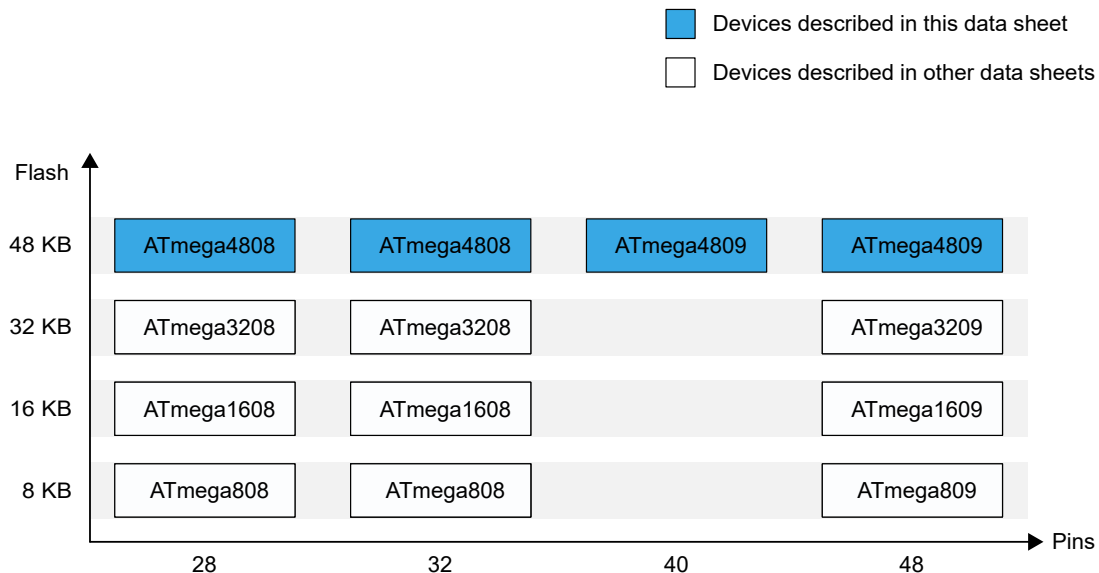 Devices described in this data sheet
Devices described in other data sheets
Flash
48 KB ATmega4808 ATmega4808 ATmega4809 ATmega4809
32 KB ATmega3208 ATmega3208 ATmega3209
16 KB ATmega1608 ATmega1608 ATmega1609
8 KB ATmega808 ATmega808 ATmega809
Pins
28 32 40 48